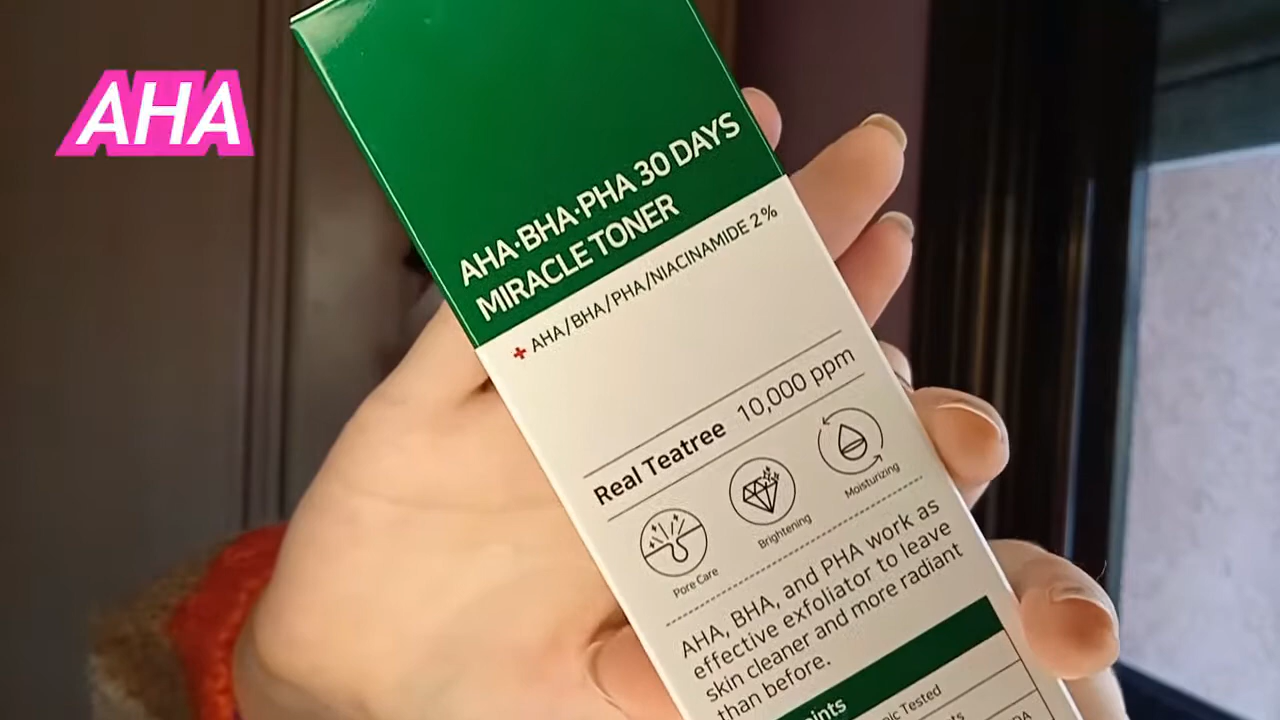 AHA
AHA·BHA·PHA 30 DAYS
MIRACLE TONER
+ AHA/BHA/PHA/NIACINAMIDE 2%
Real Teatree 10,000 ppm
Pore Care
Brightening
Moisturizing
AHA, BHA, and PHA work as
effective exfoliator to leave
skin cleaner and more radiant
than before.
Tested